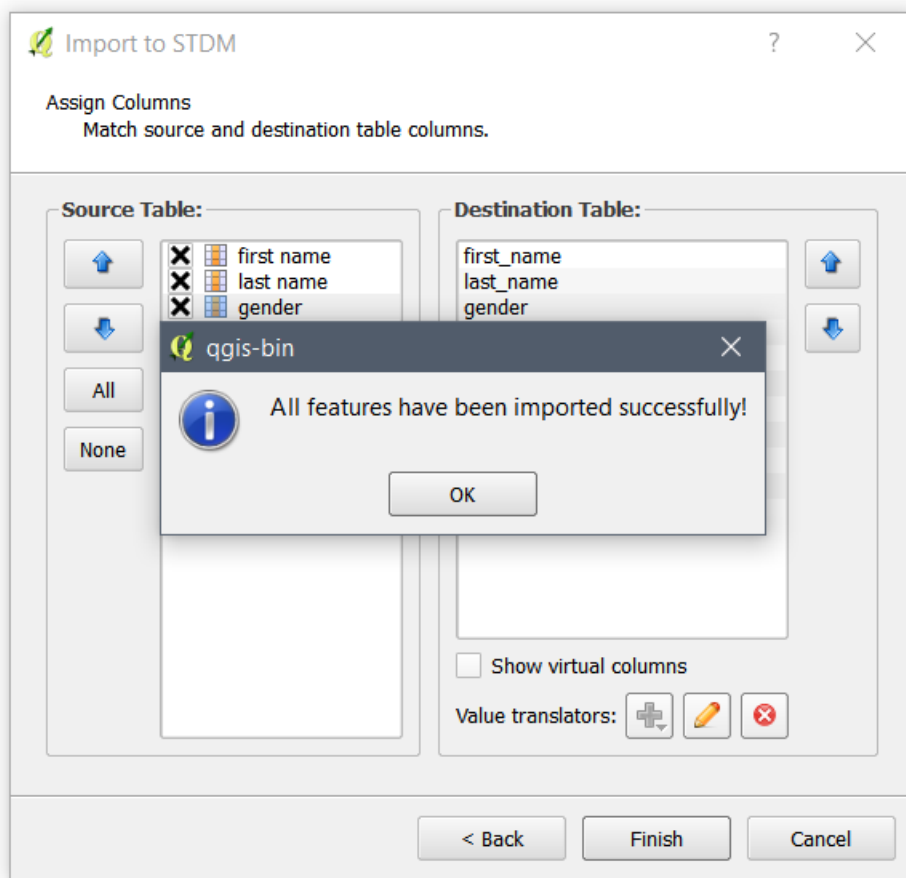 Import to STDM
?
Assign Columns
Match source and destination table columns.
Source Table:
first name
last name
gender
All
None
Destination Table:
first_name
last_name
gender
qgis-bin
All features have been imported successfully!
OK
Show virtual columns
Value translators:
< Back
Finish
Cancel